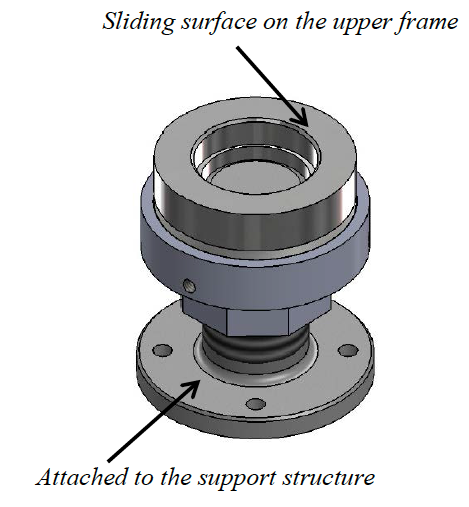 Sliding surface on the upper frame
Attached to the support structure